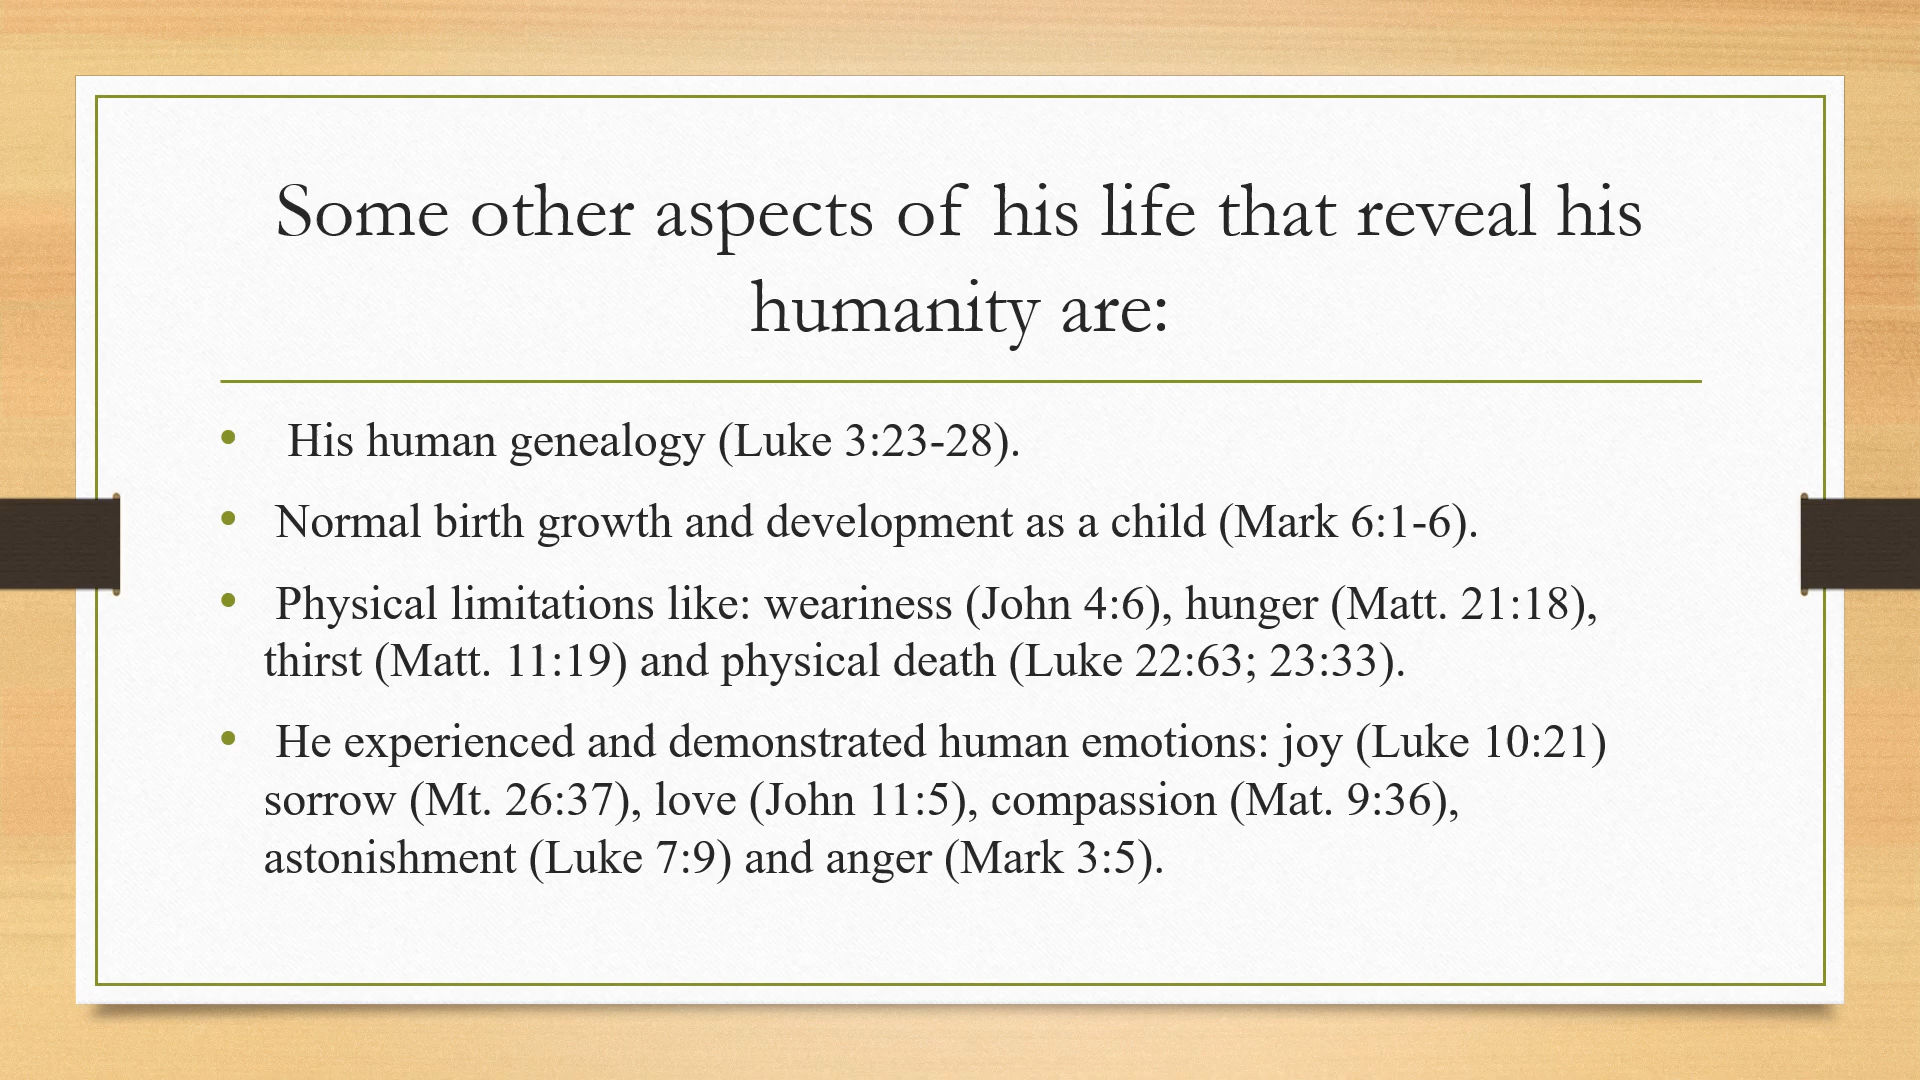 Some other aspects of his life that reveal his
humanity are:
• His human genealogy (Luke 3:23-28).
• Normal birth growth and development as a child (Mark 6:1-6).
• Physical limitations like: weariness (John 4:6), hunger (Matt. 21:18),
thirst (Matt. 11:19) and physical death (Luke 22:63; 23:33).
• He experienced and demonstrated human emotions: joy (Luke 10:21)
sorrow (Mt. 26:37), love (John 11:5), compassion (Mat. 9:36),
astonishment (Luke 7:9) and anger (Mark 3:5).